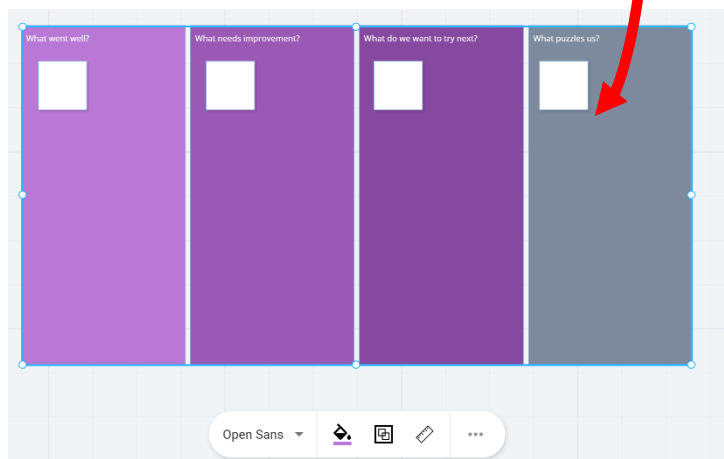 What went well?
What needs improvement?
What do we want to try next?
What puzzles us?
Open Sans